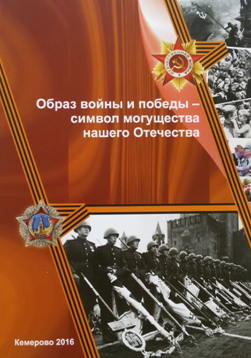 Образ войны и победы –
символ могущества
нашего Отечества
Кемерово 2016